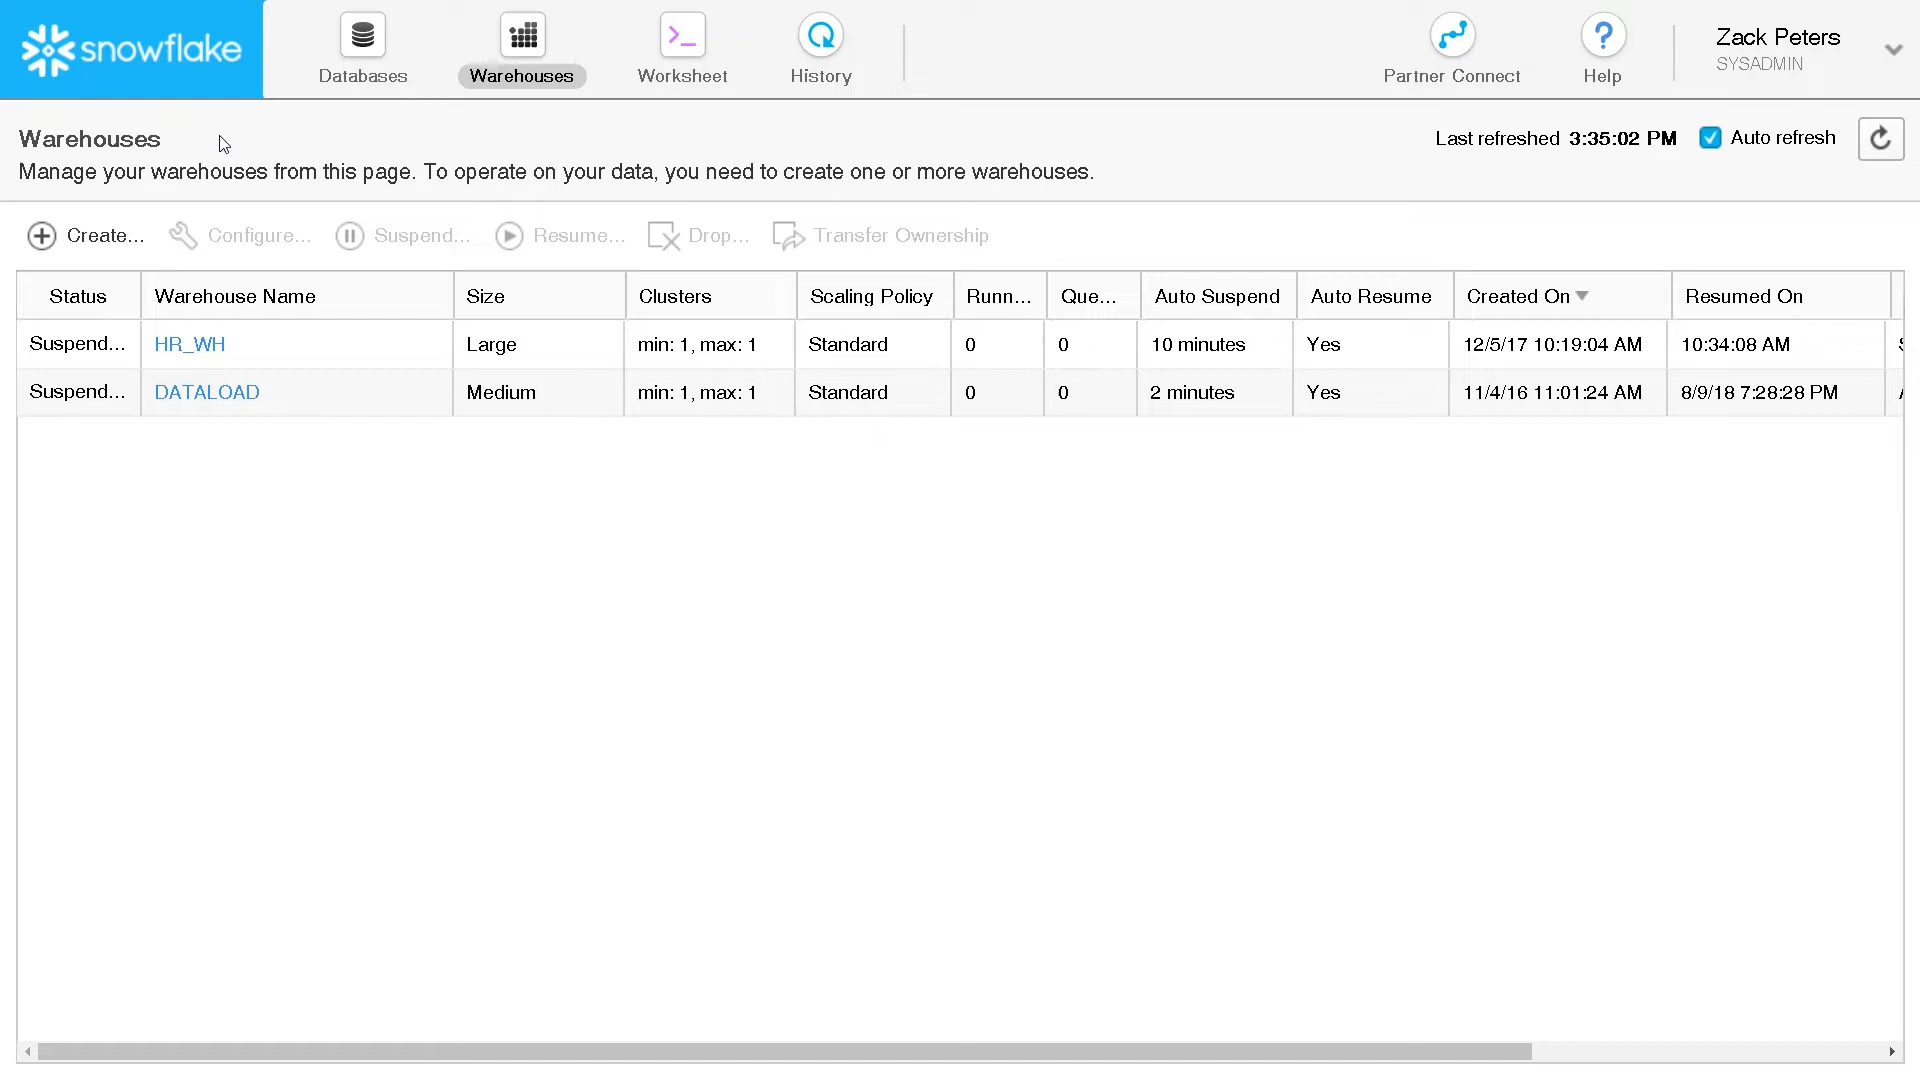 snowflake
Databases
Warehouses
Worksheet
History
Partner Connect
Help
Zack Peters
SYSADMIN
Warehouses
Manage your warehouses from this page. To operate on your data, you need to create one or more warehouses.
Last refreshed 3:35:02 PM
Auto refresh
Create... Configure... Suspend... Resume... Drop... Transfer Ownership
Status Warehouse Name Size Clusters Scaling Policy Runn... Que... Auto Suspend Auto Resume Created On Resumed On
Suspend... HR_WH Large min: 1, max: 1 Standard 0 0 10 minutes Yes 12/5/17 10:19:04 AM 10:34:08 AM
Suspend... DATALOAD Medium min: 1, max: 1 Standard 0 0 2 minutes Yes 11/4/16 11:01:24 AM 8/9/18 7:28:28 PM